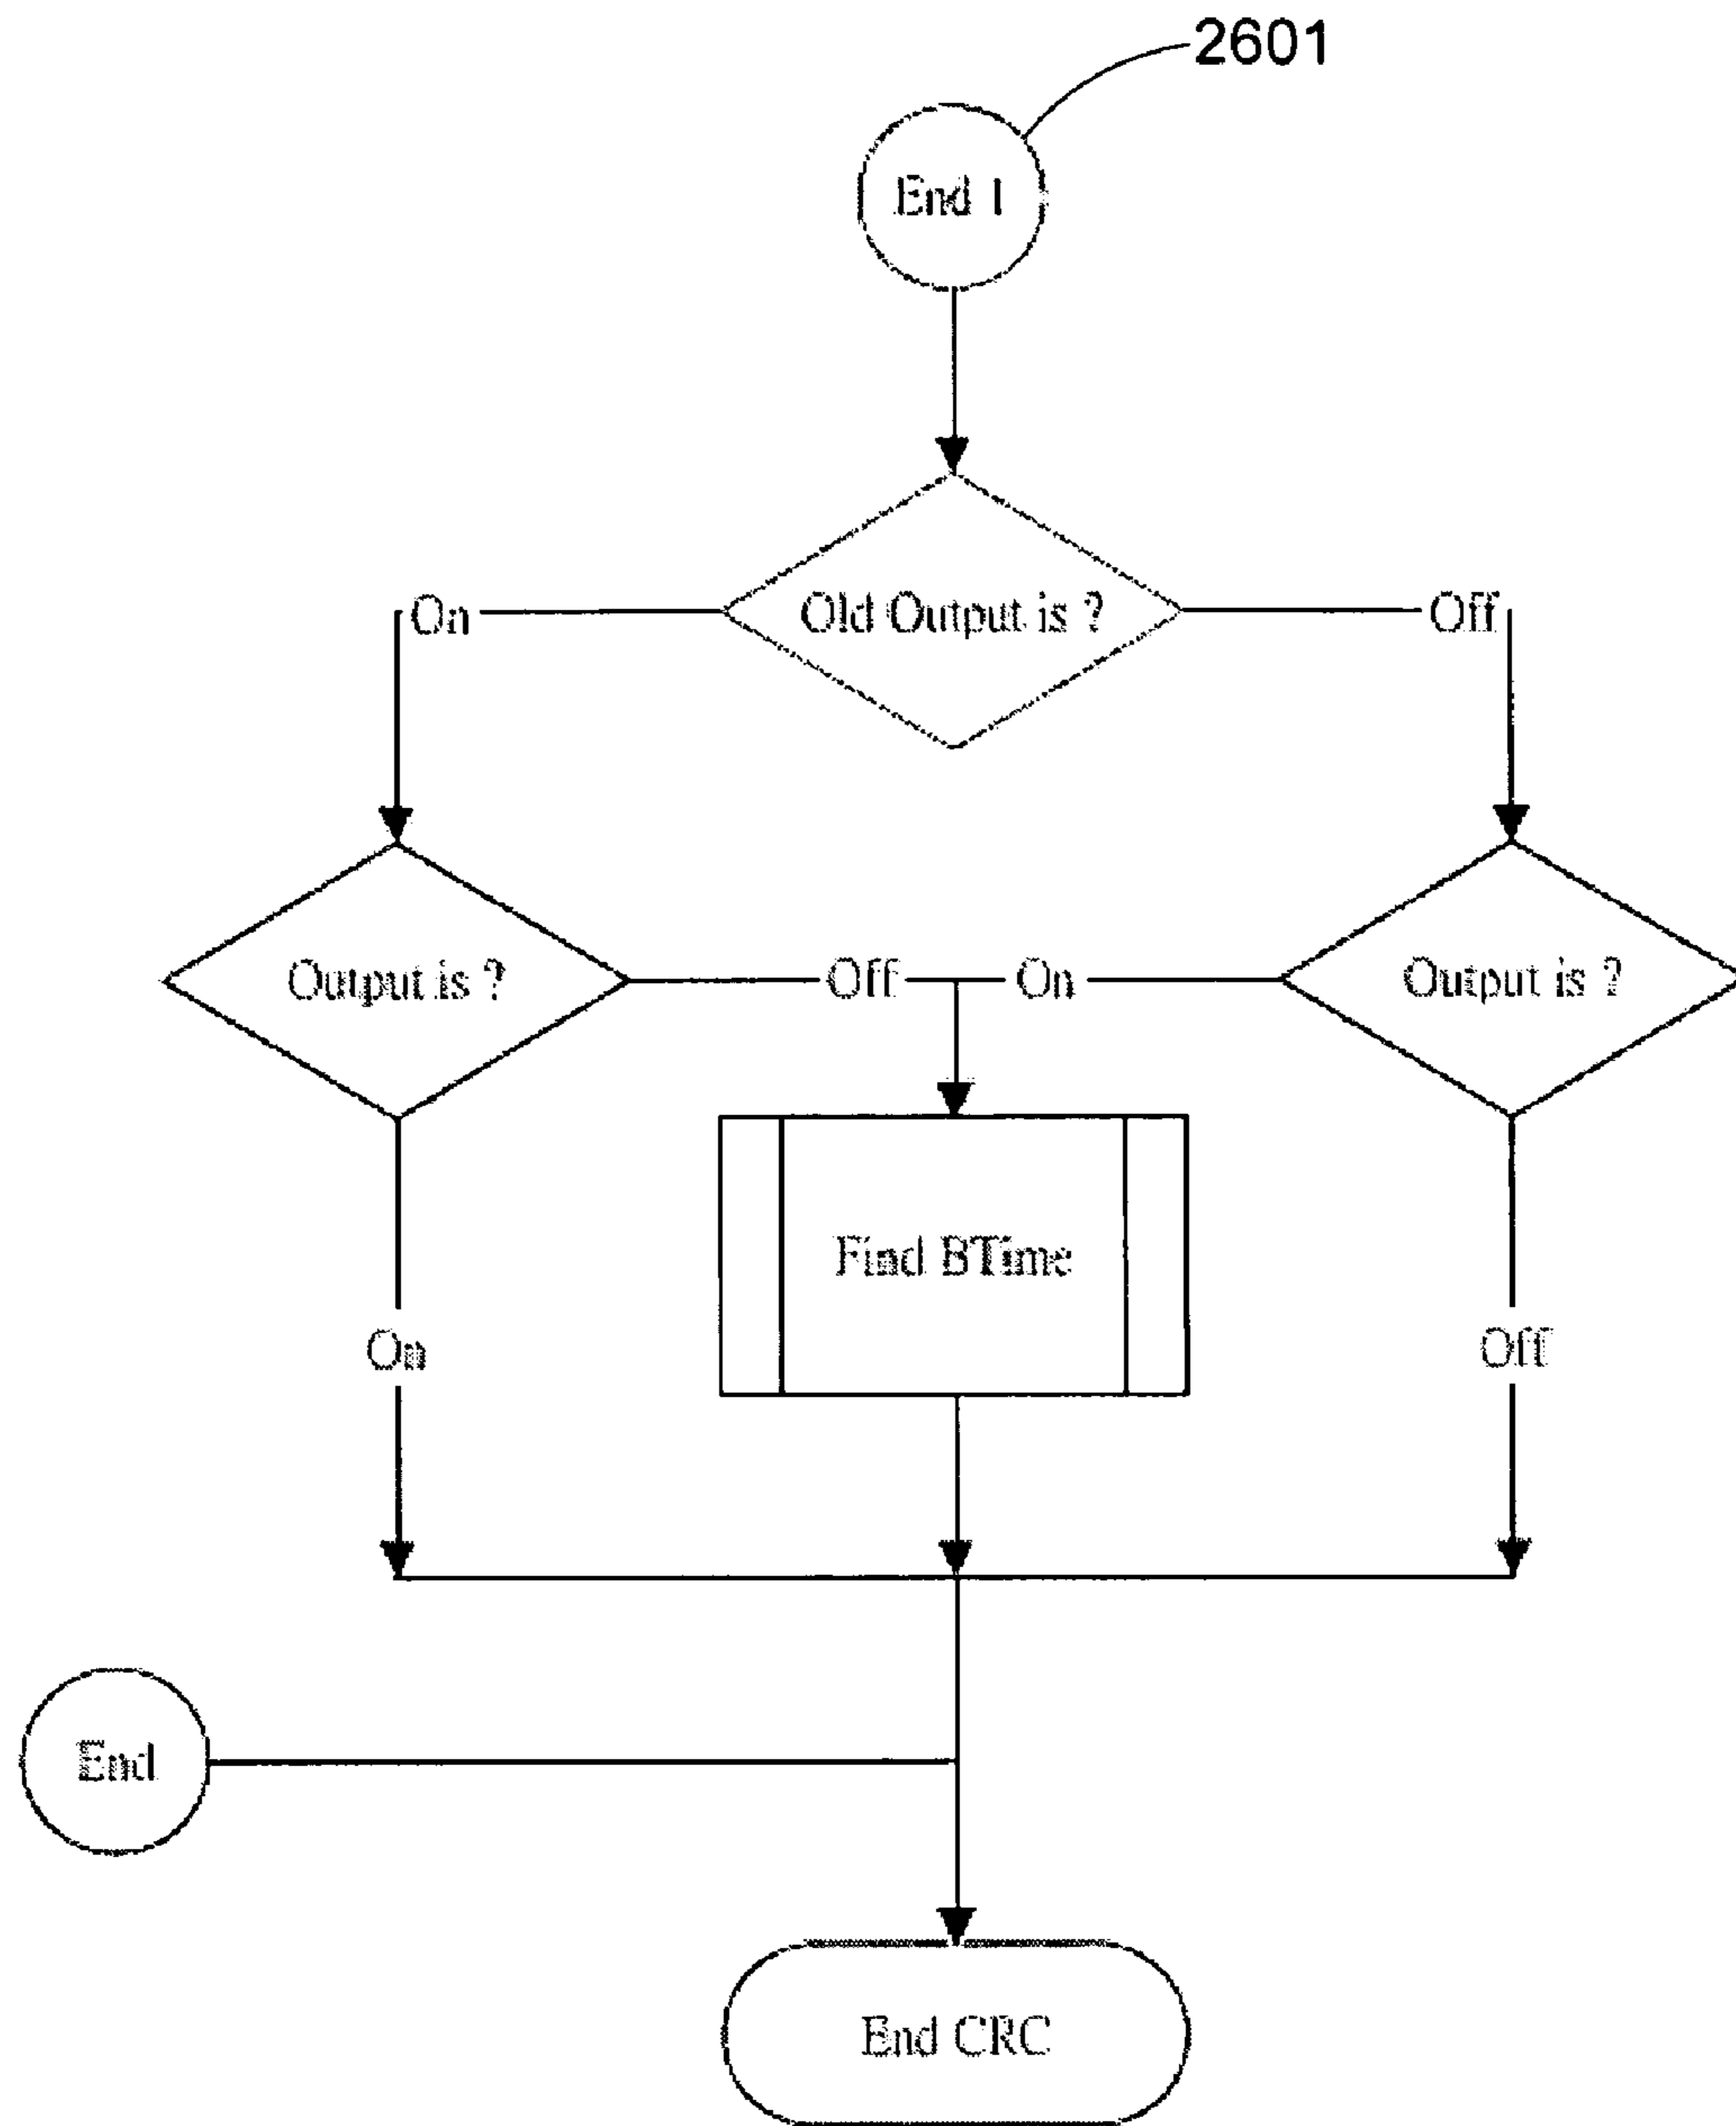 2601
End 1
Old Output is ?
On
Off
Output is ?
Off
On
Output is ?
Find BTime
On
Off
End
End CRC